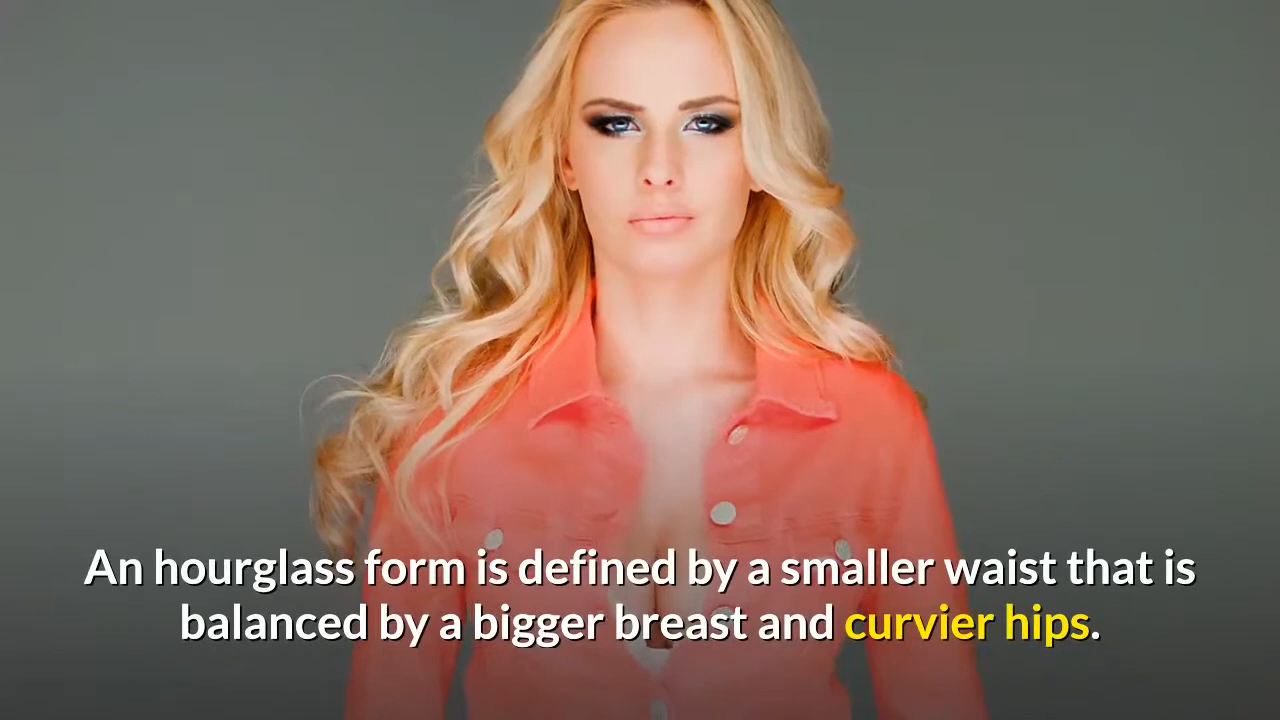 An hourglass form is defined by a smaller waist that is
balanced by a bigger breast and curvier hips.